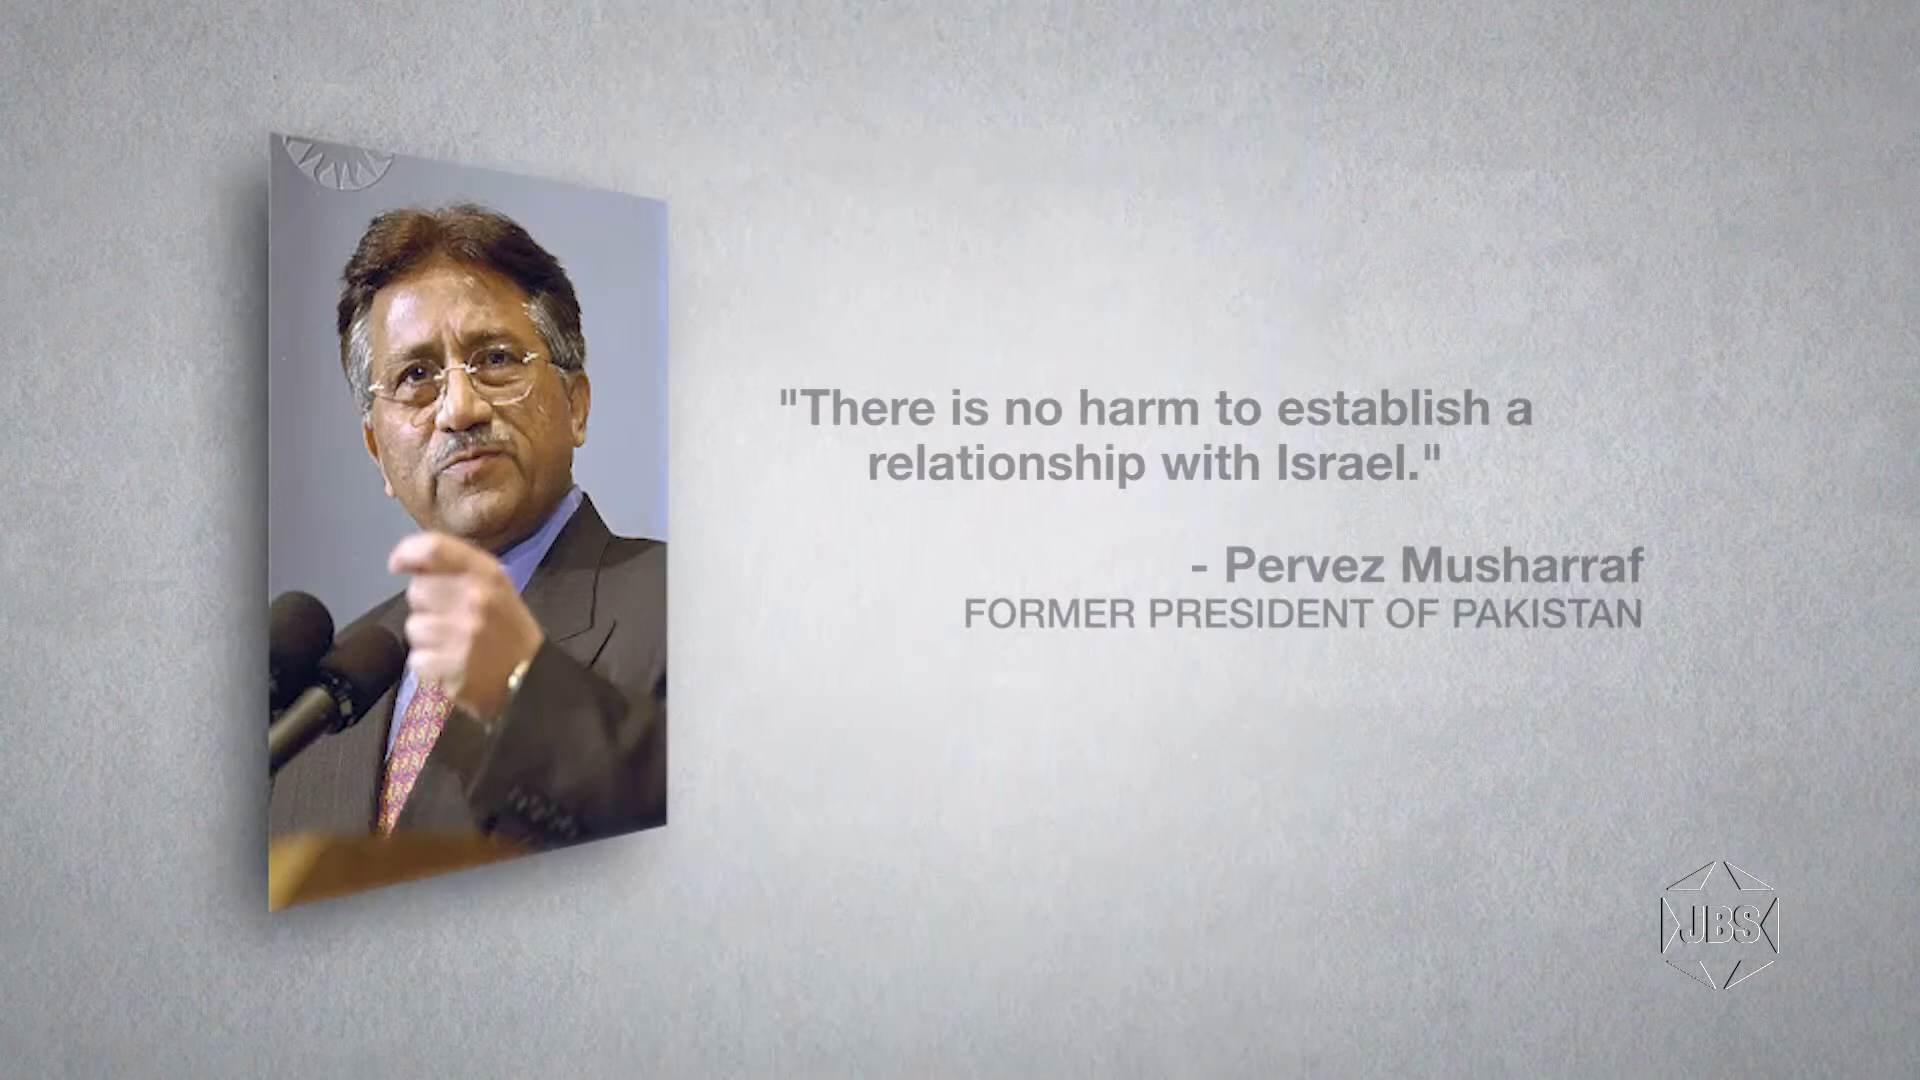 "There is no harm to establish a
relationship with Israel."
- Pervez Musharraf
FORMER PRESIDENT OF PAKISTAN
JBS